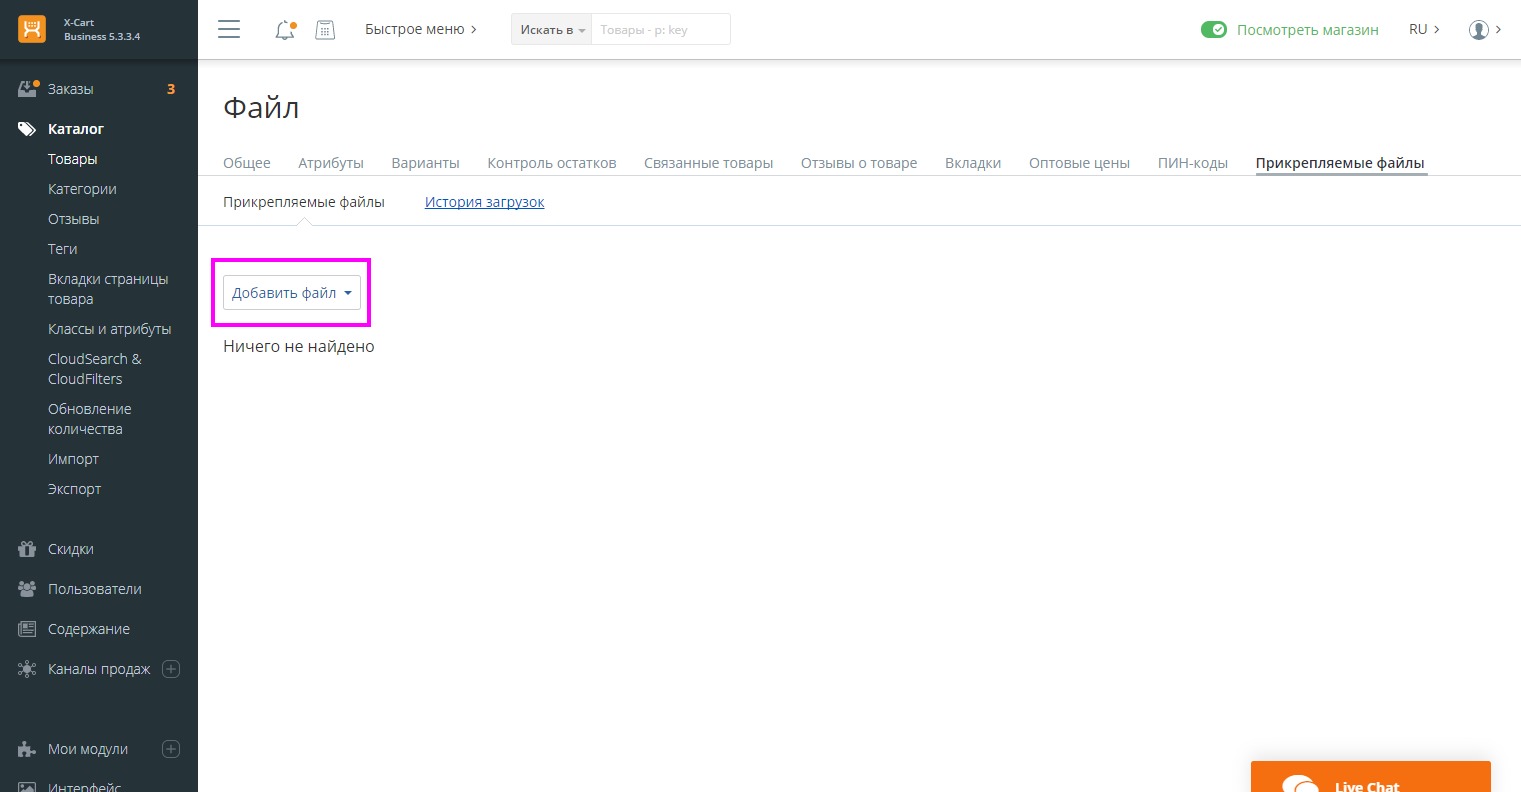 X-Cart
Business 5.3.3.4
Быстрое меню
Искать в
Товары - p: key
Посмотреть магазин
RU
Заказы
3
Каталог
Товары
Категории
Отзывы
Теги
Вкладки страницы
товара
Классы и атрибуты
CloudSearch &
CloudFilters
Обновление
количества
Импорт
Экспорт
Скидки
Пользователи
Содержание
Каналы продаж
Мои модули
Интерфейс
Файл
Общее Атрибуты Варианты Контроль остатков Связанные товары Отзывы о товаре Вкладки Оптовые цены ПИН-коды Прикрепляемые файлы
Прикрепляемые файлы История загрузок
Добавить файл
Ничего не найдено
Live Chat